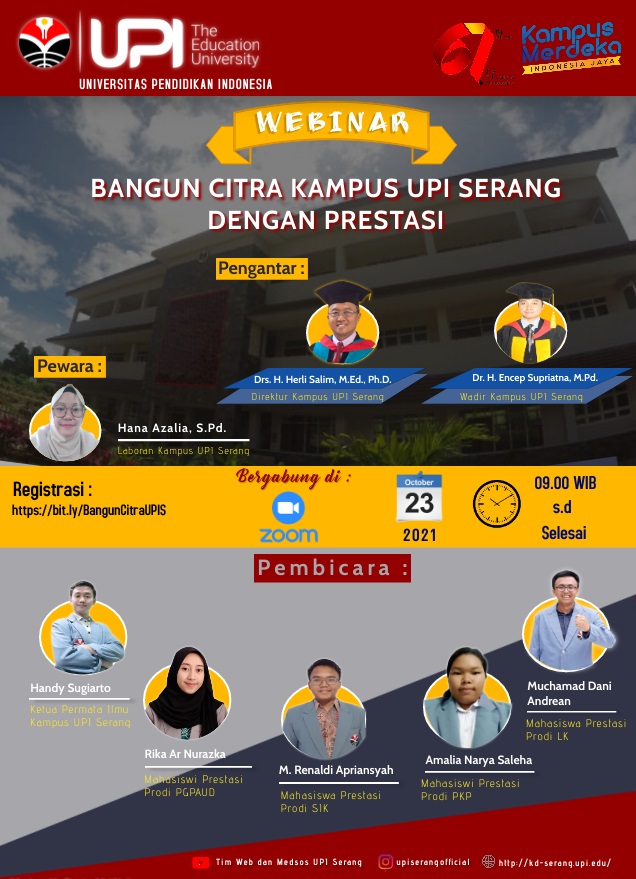 UPI
The
Education
University
UNIVERSITAS PENDIDIKAN INDONESIA
Kampus
Merdeka
INDONESIA JAYA
WEBINAR
BANGUN CITRA KAMPUS UPI SERANG
DENGAN PRESTASI
Pengantar :
Drs. H. Herli Salim, M.Ed., Ph.D.
Direktur Kampus UPI Serang
Dr. H. Encep Supriatna, M.Pd.
Wadir Kampus UPI Serang
Pewara :
Hana Azalia, S.Pd.
Laboran Kampus UPI Serang
Registrasi :
https://bit.ly/BangunCitraUPIS
Bergabung di :
zoom
October
23
2021
09.00 WIB
s.d
Selesai
Pembicara :
Handy Sugiarto
Ketua Permata Ilmu
Kampus UPI Serang
Rika Ar Nurazka
Mahasiswi Prestasi
Prodi PGPAUD
M. Renaldi Apriansyah
Mahasiswa Prestasi
Prodi SIK
Amalia Narya Saleha
Mahasiswi Prestasi
Prodi PKP
Muchamad Dani
Andrean
Mahasiswa Prestasi
Prodi LK
Tim Web dan Medsos UPI Serang
upiserangofficial
http://kd-serang.upi.edu/